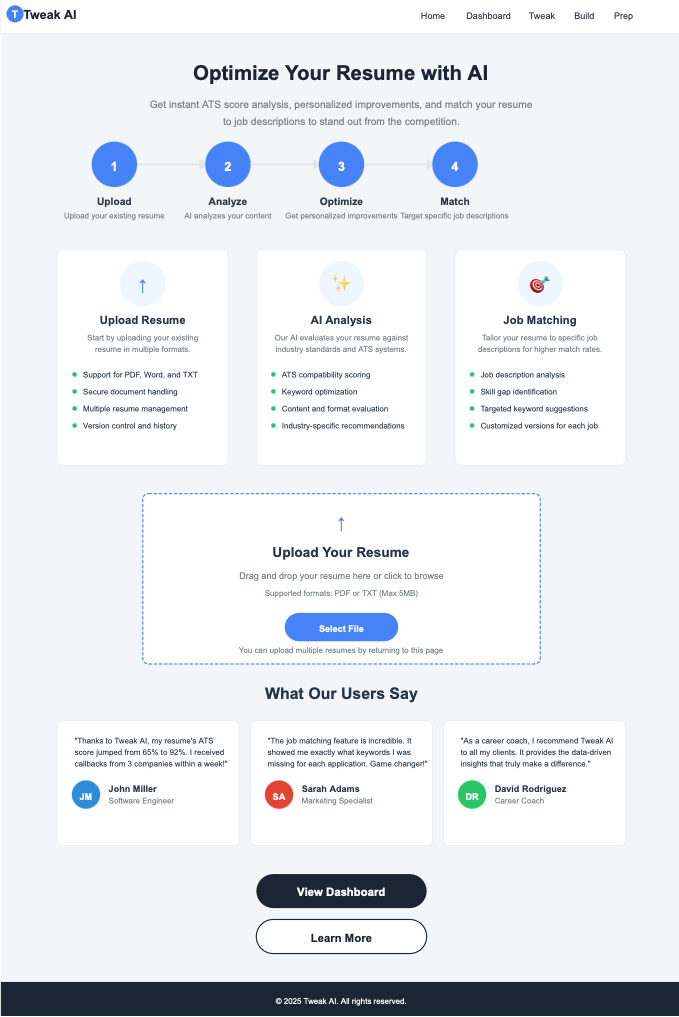 T Tweak AI
Home Dashboard Tweak Build Prep
Optimize Your Resume with AI
Get instant ATS score analysis, personalized improvements, and match your resume
to job descriptions to stand out from the competition.
1
2
3
4
Upload
Analyze
Optimize
Match
Upload your existing resume
AI analyzes your content
Get personalized improvements
Target specific job descriptions
↑
Upload Resume
Start by uploading your existing
resume in multiple formats.
Support for PDF, Word, and TXT
Secure document handling
Multiple resume management
Version control and history
AI Analysis
Our AI evaluates your resume against
industry standards and ATS systems.
ATS compatibility scoring
Keyword optimization
Content and format evaluation
Industry-specific recommendations
Job Matching
Tailor your resume to specific job
descriptions for higher match rates.
Job description analysis
Skill gap identification
Targeted keyword suggestions
Customized versions for each job
↑
Upload Your Resume
Drag and drop your resume here or click to browse
Supported formats: PDF or TXT (Max 5MB)
Select File
You can upload multiple resumes by returning to this page
What Our Users Say
"Thanks to Tweak AI, my resume's ATS
score jumped from 65% to 92%. I received
callbacks from 3 companies within a week!"
JM
John Miller
Software Engineer
"The job matching feature is incredible. It
showed me exactly what keywords I was
missing for each application. Game changer!"
SA
Sarah Adams
Marketing Specialist
"As a career coach, I recommend Tweak AI
to all my clients. It provides the data-driven
insights that truly make a difference."
DR
David Rodriguez
Career Coach
View Dashboard
Learn More
© 2025 Tweak AI. All rights reserved.